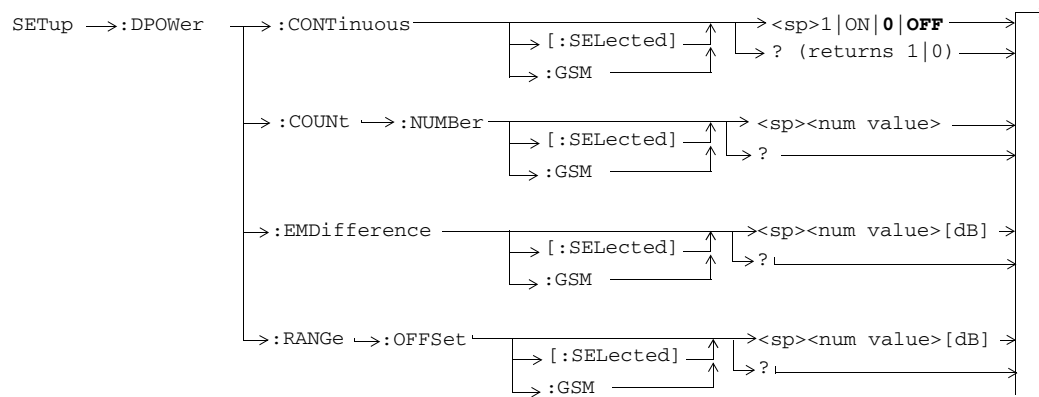 SETup :DPOWer :CONTinuous <sp>1|ON|0|OFF
[:SELected] ? (returns 1|0)
:GSM
:COUNt :NUMBer <sp><num value>
[:SELected] ?
:GSM
:EMDifference <sp><num value>[dB]
[:SELected] ?
:GSM
:RANGe :OFFSet <sp><num value>[dB]
[:SELected] ?
:GSM